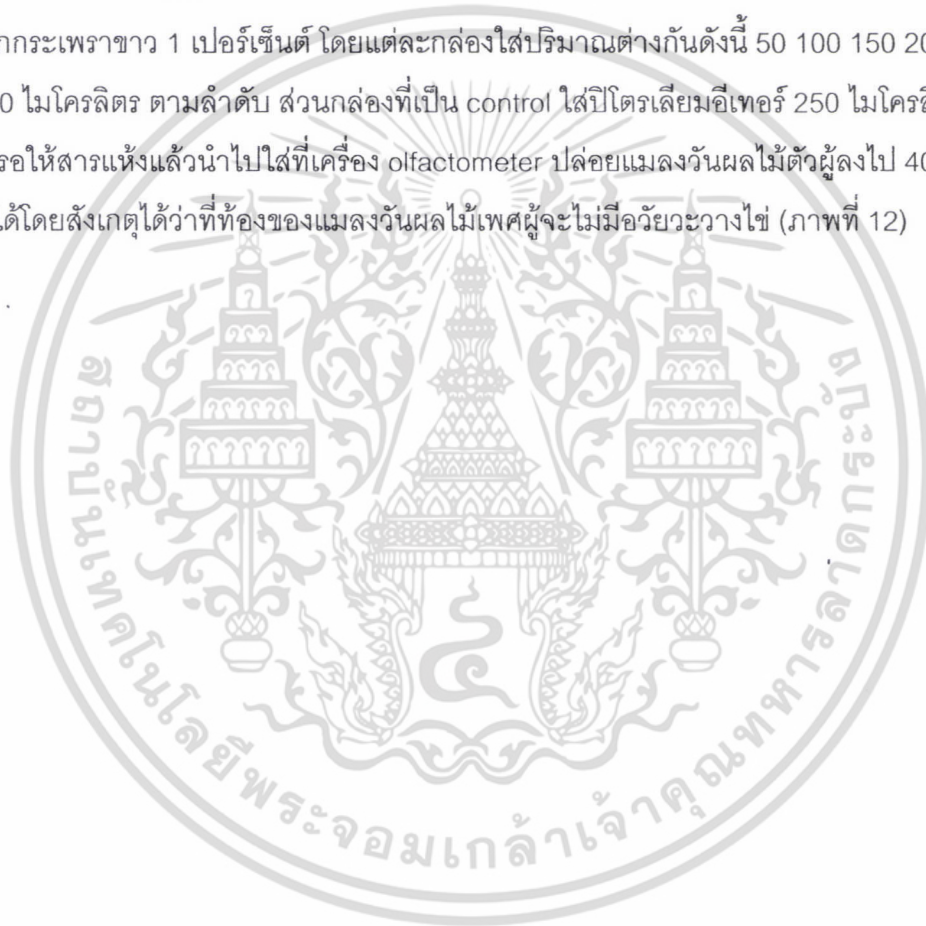 กกระเพราขาว 1 เปอร์เซ็นต์ โดยแต่ละกล่องใส่ปริมาณต่างกันดังนี้ 50 100 150 20
0 ไมโครลิตร ตามลำดับ ส่วนกล่องที่เป็น control ใส่ปิโตรเลียมอีเทอร์ 250 ไมโครลิ
รอให้สารแห้งแล้วนำไปใส่ที่เครื่อง olfactometer ปล่อยแมลงวันผลไม้ตัวผู้ลงไป 40
ได้โดยสังเกตุได้ว่าที่ท้องของแมลงวันผลไม้เพศผู้จะไม่มีอวัยวะวางไข่ (ภาพที่ 12)
สถาบันเทคโนโลยีพระจอมเกล้าเจ้าคุณทหารลาดกระบัง